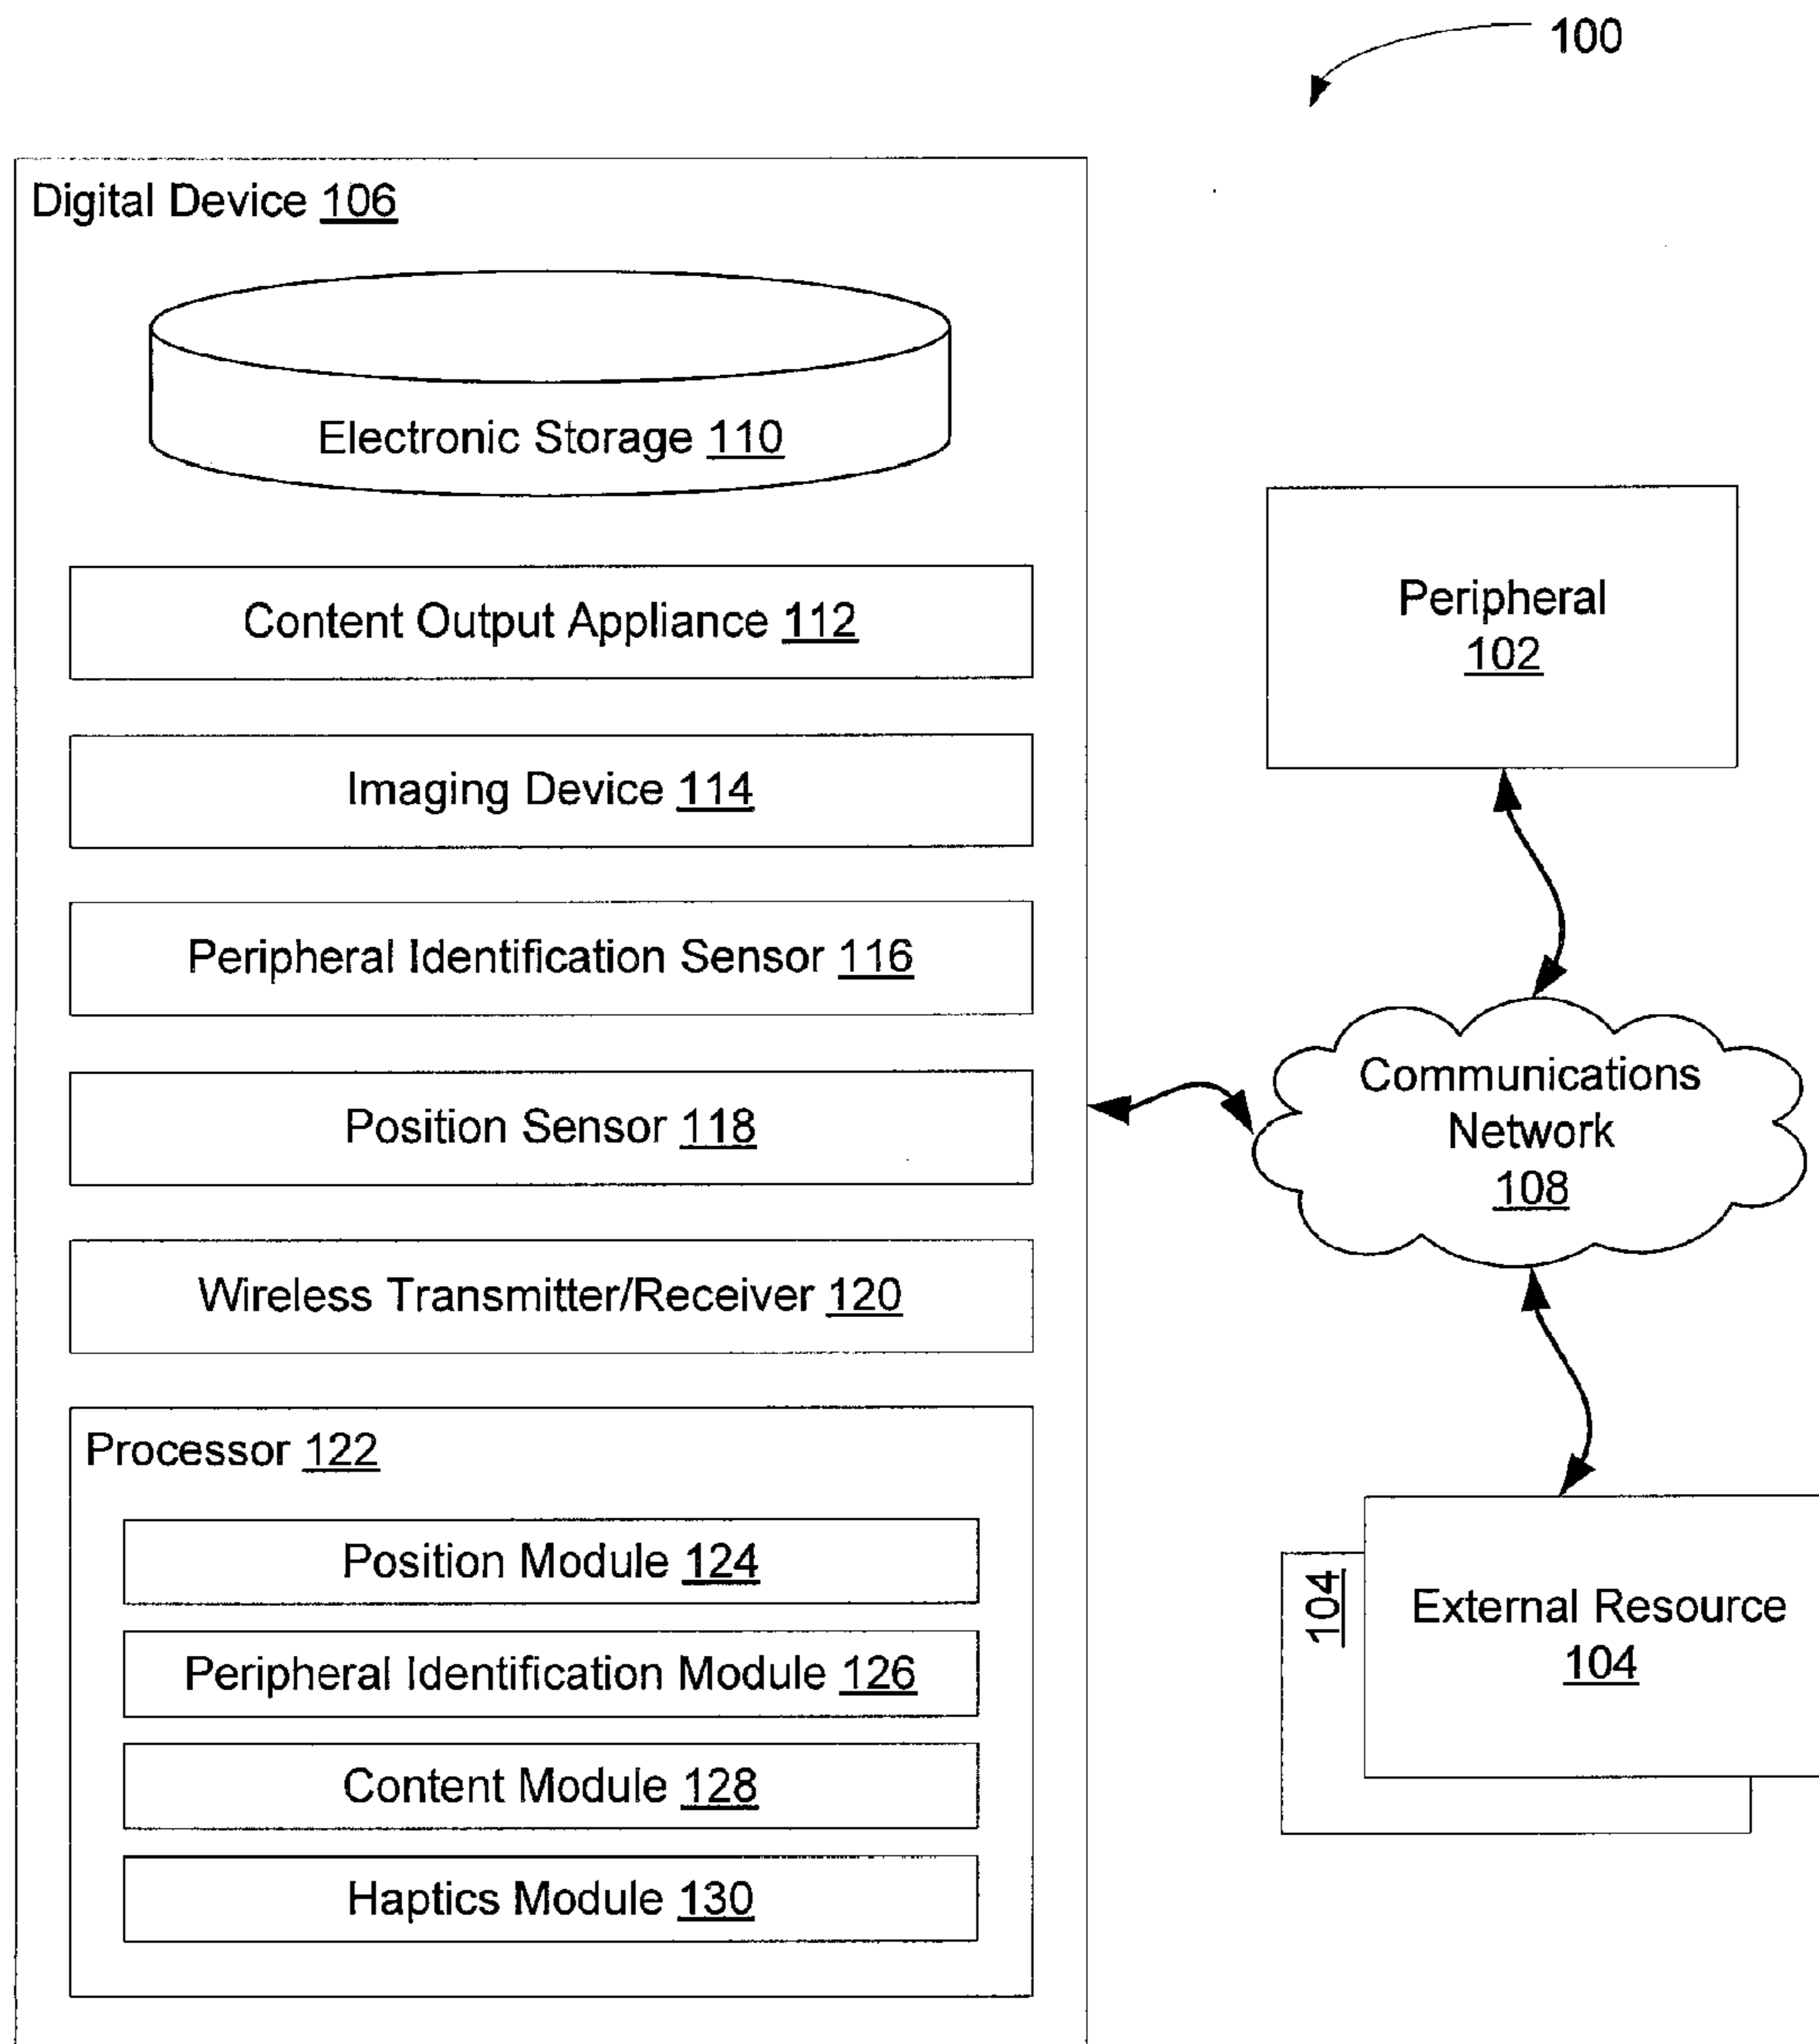 100
Digital Device 106
Electronic Storage 110
Content Output Appliance 112
Imaging Device 114
Peripheral Identification Sensor 116
Position Sensor 118
Wireless Transmitter/Receiver 120
Processor 122
Position Module 124
Peripheral Identification Module 126
Content Module 128
Haptics Module 130
Peripheral
102
Communications
Network
108
104
External Resource
104